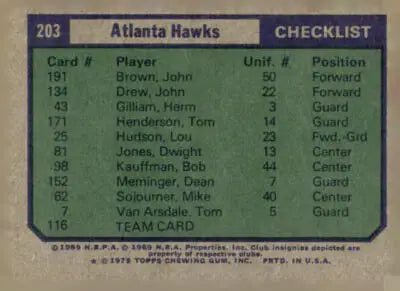 203 Atlanta Hawks CHECKLIST
Card # Player Unif. # Position
191 Brown, John 50 Forward
134 Drew, John 22 Forward
43 Gilliam, Herm 3 Guard
171 Henderson, Tom 14 Guard
25 Hudson, Lou 23 Fwd.-Grd
81 Jones, Dwight 13 Center
98 Kauffman, Bob 44 Center
152 Meminger, Dean 7 Guard
62 Sojourner, Mike 40 Center
7 Van Arsdale, Tom 5 Guard
116 TEAM CARD
© 1969 N.B.P.A. © 1969 N.B.A. Properties, Inc. Club insignias depicted are
property of respective clubs.
★ © 1975 TOPPS CHEWING GUM, INC. PRTD. IN U.S.A.